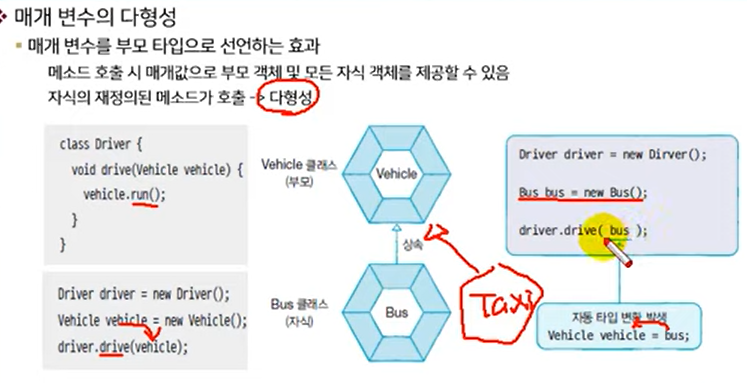 매개 변수의 다형성
매개 변수를 부모 타입으로 선언하는 효과
메소드 호출 시 매개값으로 부모 객체 및 모든 자식 객체를 제공할 수 있음
자식의 재정의된 메소드가 호출 -> 다형성
class Driver {
void drive(Vehicle vehicle) {
vehicle.run();
}
}
Driver driver = new Driver();
Vehicle vehicle = new Vehicle();
driver.drive(vehicle);
Vehicle 클래스
(부모)
Vehicle
상속
Bus 클래스
(자식)
Bus
Taxi
Driver driver = new Dirver();
Bus bus = new Bus();
driver.drive( bus );
자동 타입 변환 발생
Vehicle vehicle = bus;